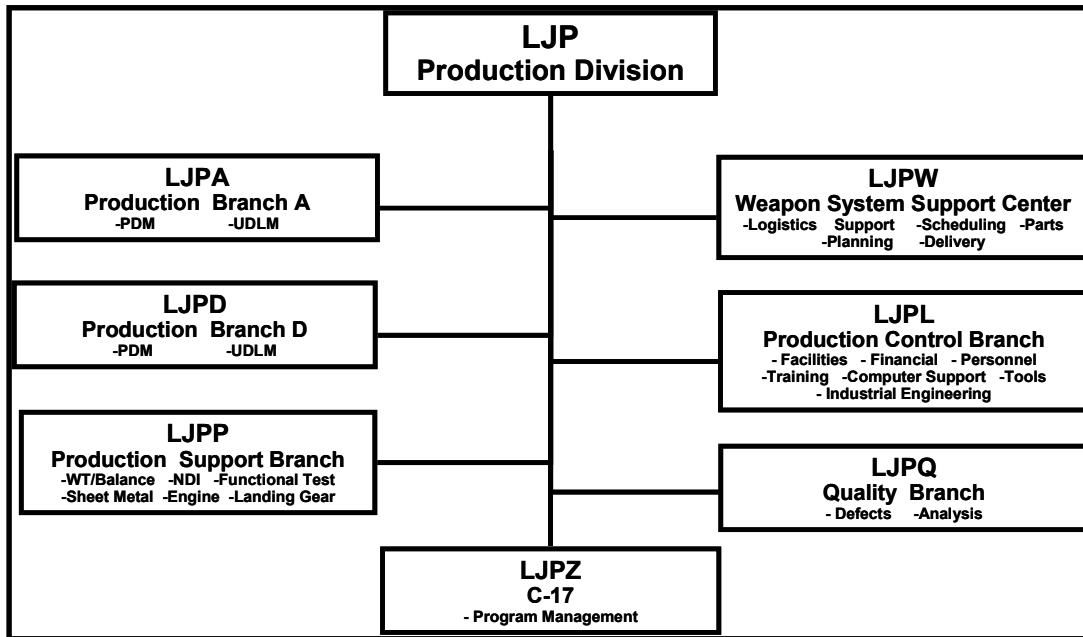 LJP
Production Division
LJPA
Production Branch A
-PDM -UDLM
LJPD
Production Branch D
-PDM -UDLM
LJPP
Production Support Branch
-WT/Balance -NDI -Functional Test
-Sheet Metal -Engine -Landing Gear
LJPW
Weapon System Support Center
-Logistics Support -Scheduling -Parts
-Planning -Delivery
LJPL
Production Control Branch
- Facilities - Financial - Personnel
-Training -Computer Support -Tools
- Industrial Engineering
LJPQ
Quality Branch
- Defects -Analysis
LJPZ
C-17
- Program Management